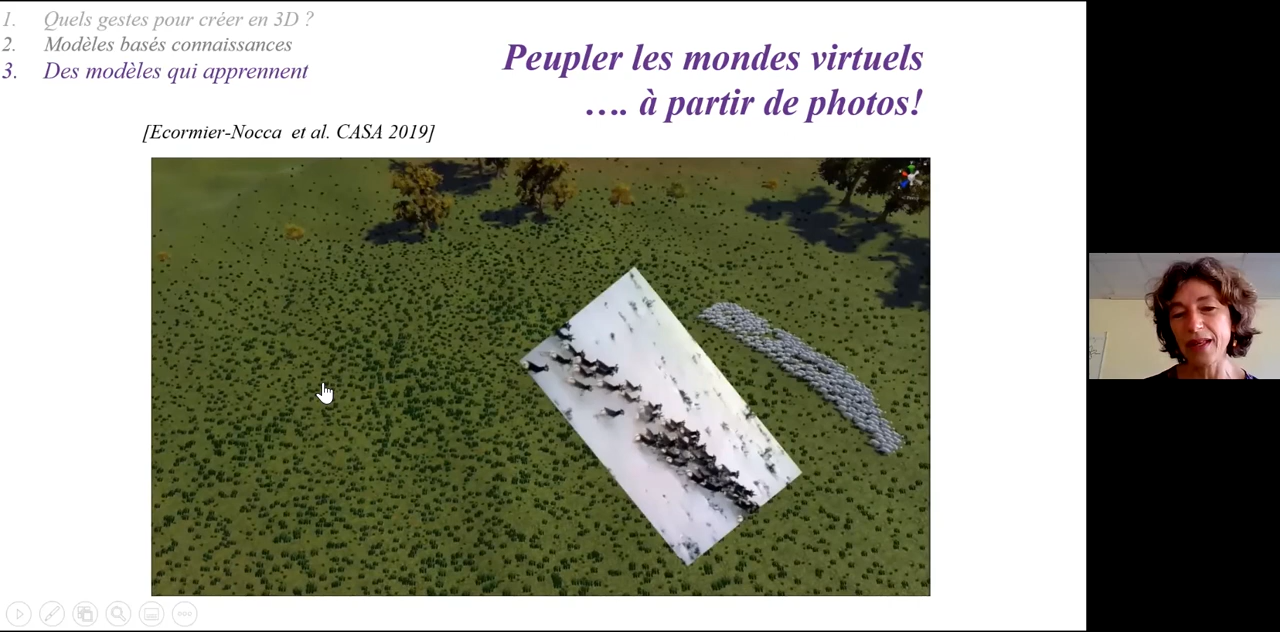 1. Quels gestes pour créer en 3D ?
2. Modèles basés connaissances
3. Des modèles qui apprennent
Peupler les mondes virtuels
…. à partir de photos!
[Ecormier-Nocca et al. CASA 2019]